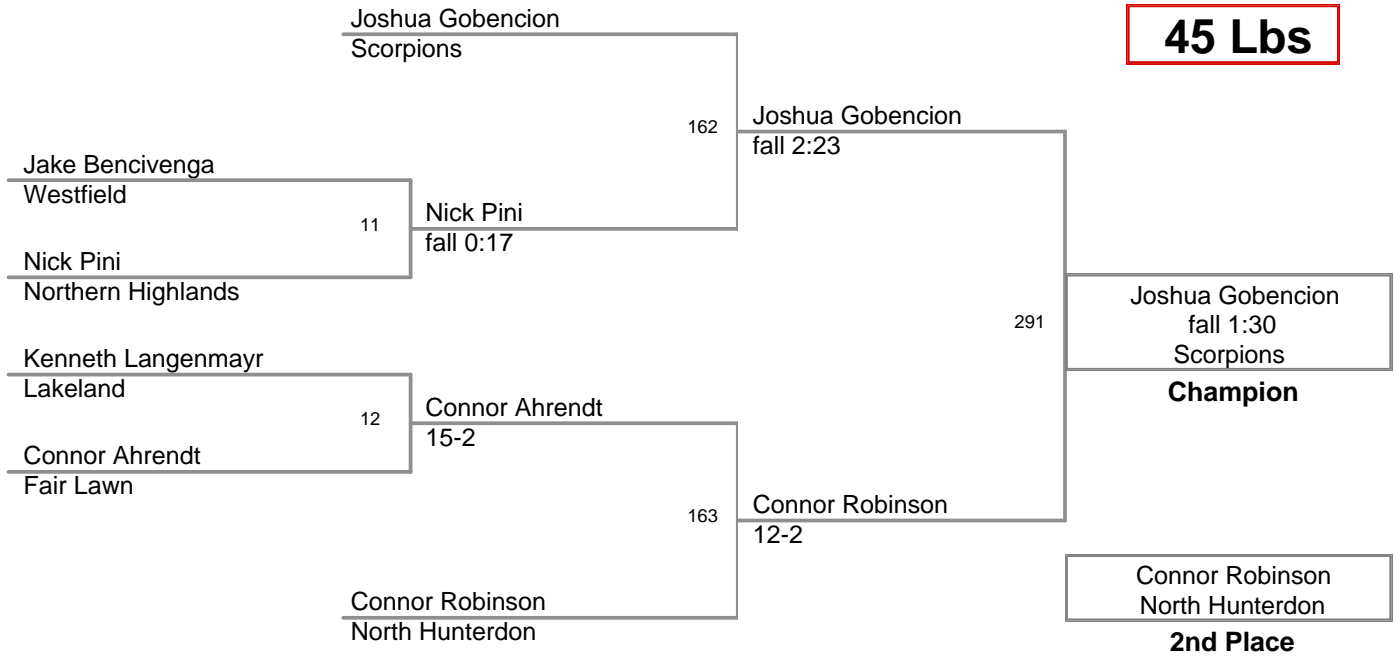 Joshua Gobencion
Scorpions
45 Lbs
162
Joshua Gobencion
fall 2:23
Jake Bencivenga
Westfield
11
Nick Pini
fall 0:17
Nick Pini
Northern Highlands
291
Joshua Gobencion
fall 1:30
Scorpions
Champion
Kenneth Langenmayr
Lakeland
12
Connor Ahrendt
15-2
Connor Ahrendt
Fair Lawn
163
Connor Robinson
12-2
Connor Robinson
North Hunterdon
Connor Robinson
North Hunterdon
2nd Place